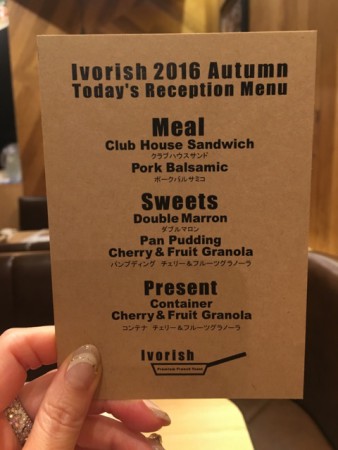 Ivorish 2016 Autumn
Today's Reception Menu
Meal
Club House Sandwich
クラブハウスサンド
Pork Balsamic
ポークバルサミコ
Sweets
Double Marron
ダブルマロン
Pan Pudding
Cherry & Fruit Granola
パンプディング チェリー&フルーツグラノーラ
Present
Container
Cherry & Fruit Granola
コンテナ チェリー&フルーツグラノーラ
Ivorish
Premium French Toast